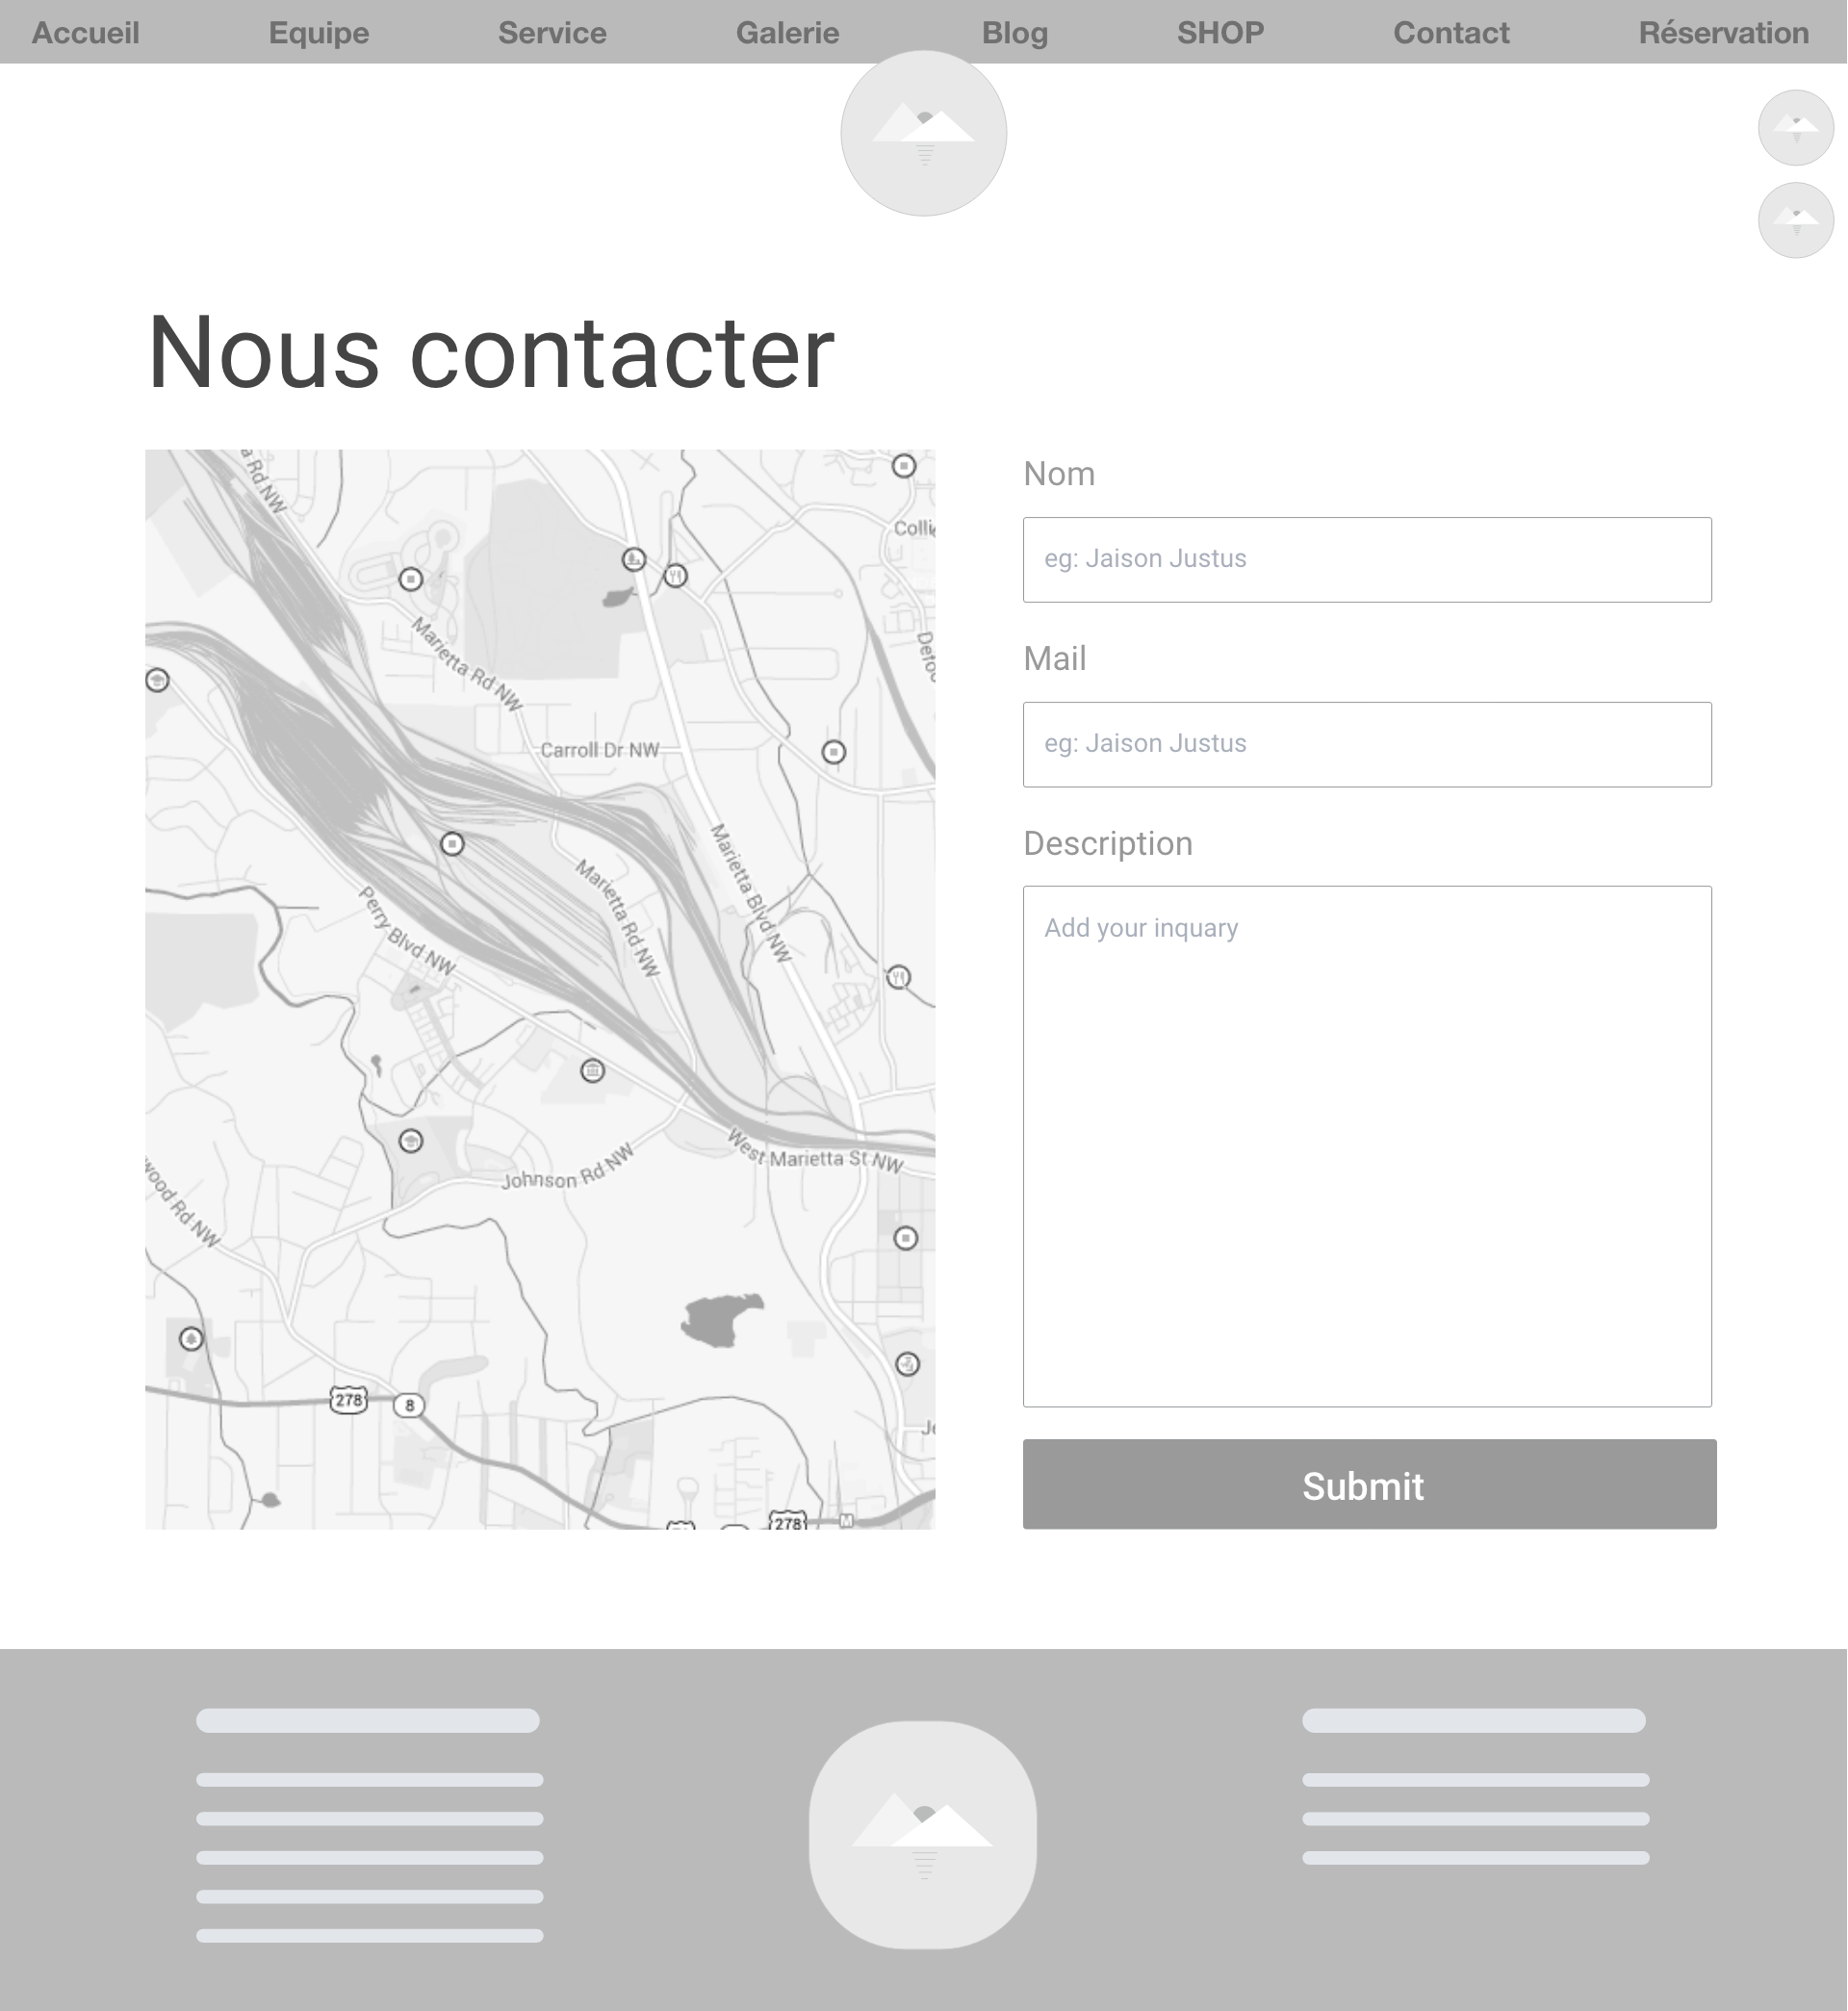 Accueil Equipe Service Galerie Blog SHOP Contact Réservation
Nous contacter
a Rd NW
Colli
Marietta Rd NW
Defoo
Carroll Dr NW
Marietta Blvd NW
Marietta Rd NW
Perry Blvd NW
West Marietta St NW
Johnson Rd NW
wood Rd NW
278
8
278
M
Nom
eg: Jaison Justus
Mail
eg: Jaison Justus
Description
Add your inquary
Submit